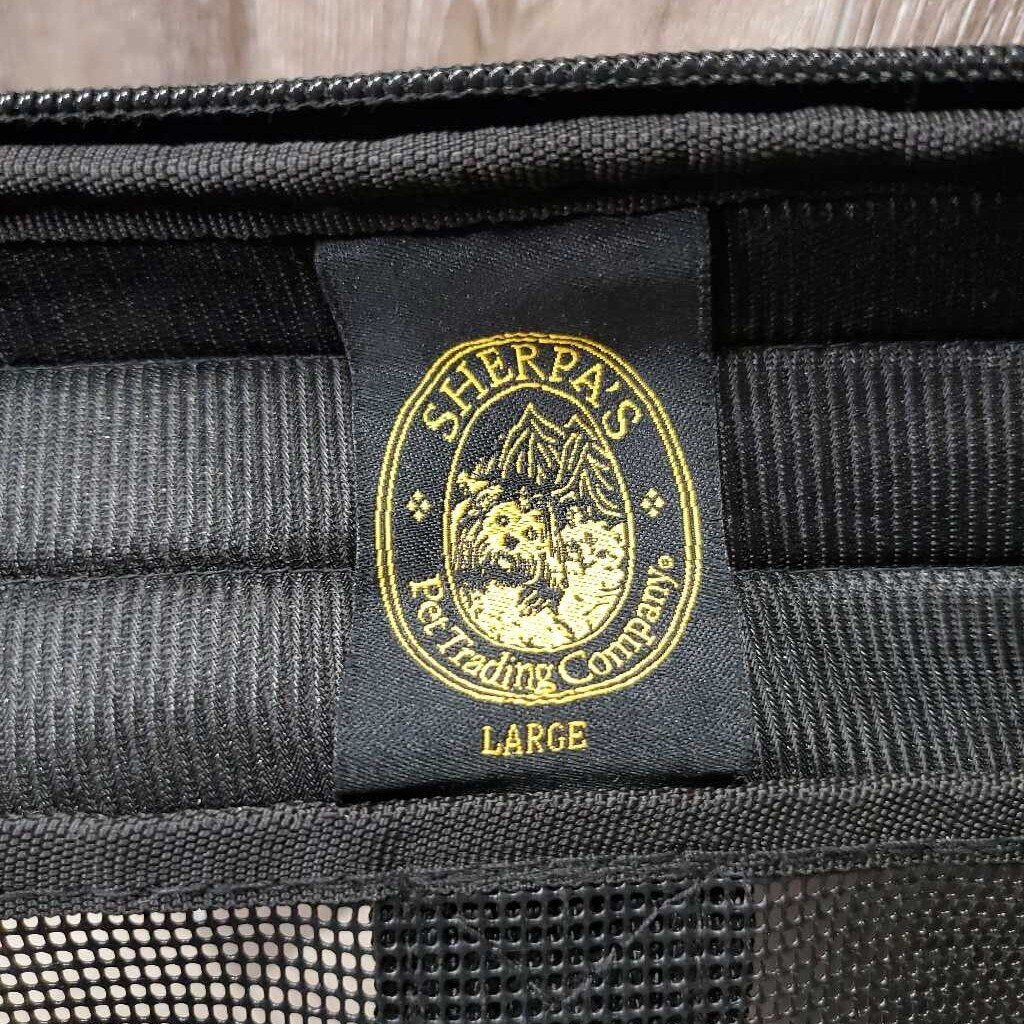 SHERPA'S
Pet Trading Company®
LARGE